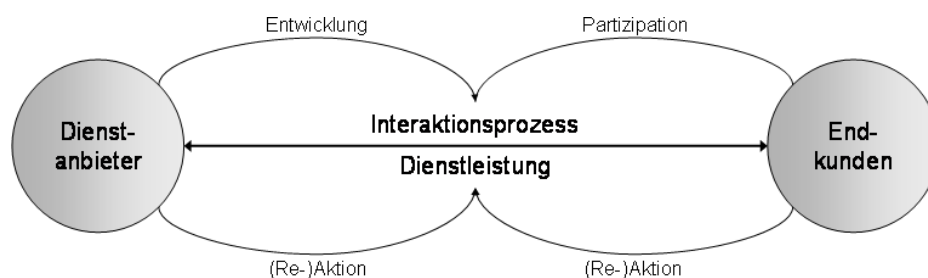 Entwicklung
Partizipation
Dienst-
anbieter
Interaktionsprozess
Dienstleistung
End-
kunden
(Re-)Aktion
(Re-)Aktion